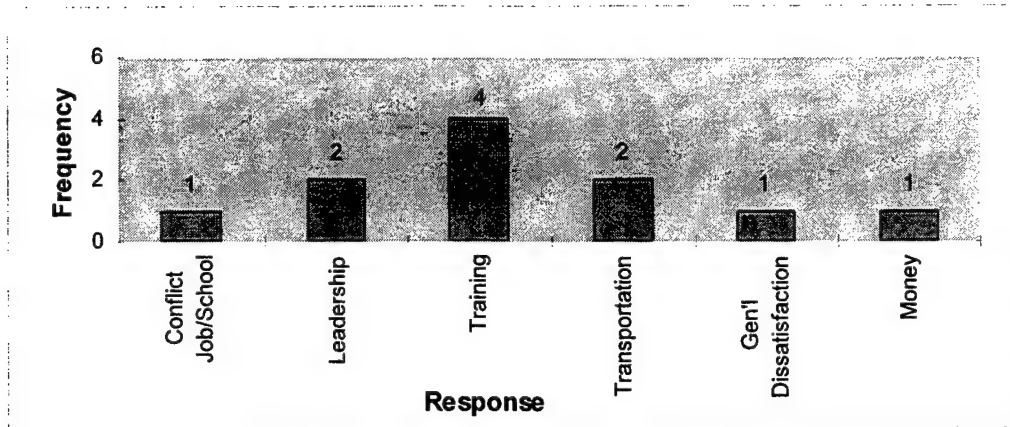 6
4
2
0
Frequency
1
2
4
2
1
1
Conflict
Job/School
Leadership
Training
Transportation
Gen'l
Dissatisfaction
Money
Response